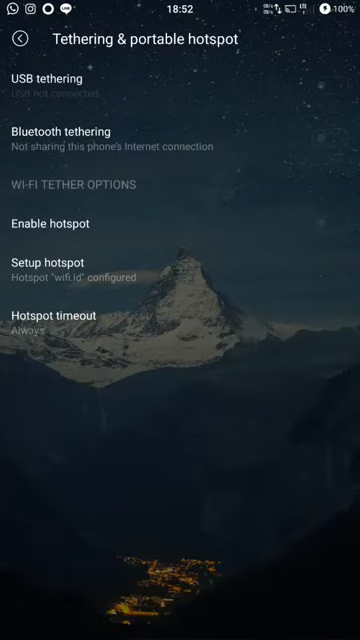 18:52
100%
Tethering & portable hotspot
USB tethering
USB not connected
Bluetooth tethering
Not sharing this phone's Internet connection
WI-FI TETHER OPTIONS
Enable hotspot
Setup hotspot
Hotspot "wifi.id" configured
Hotspot timeout
Always